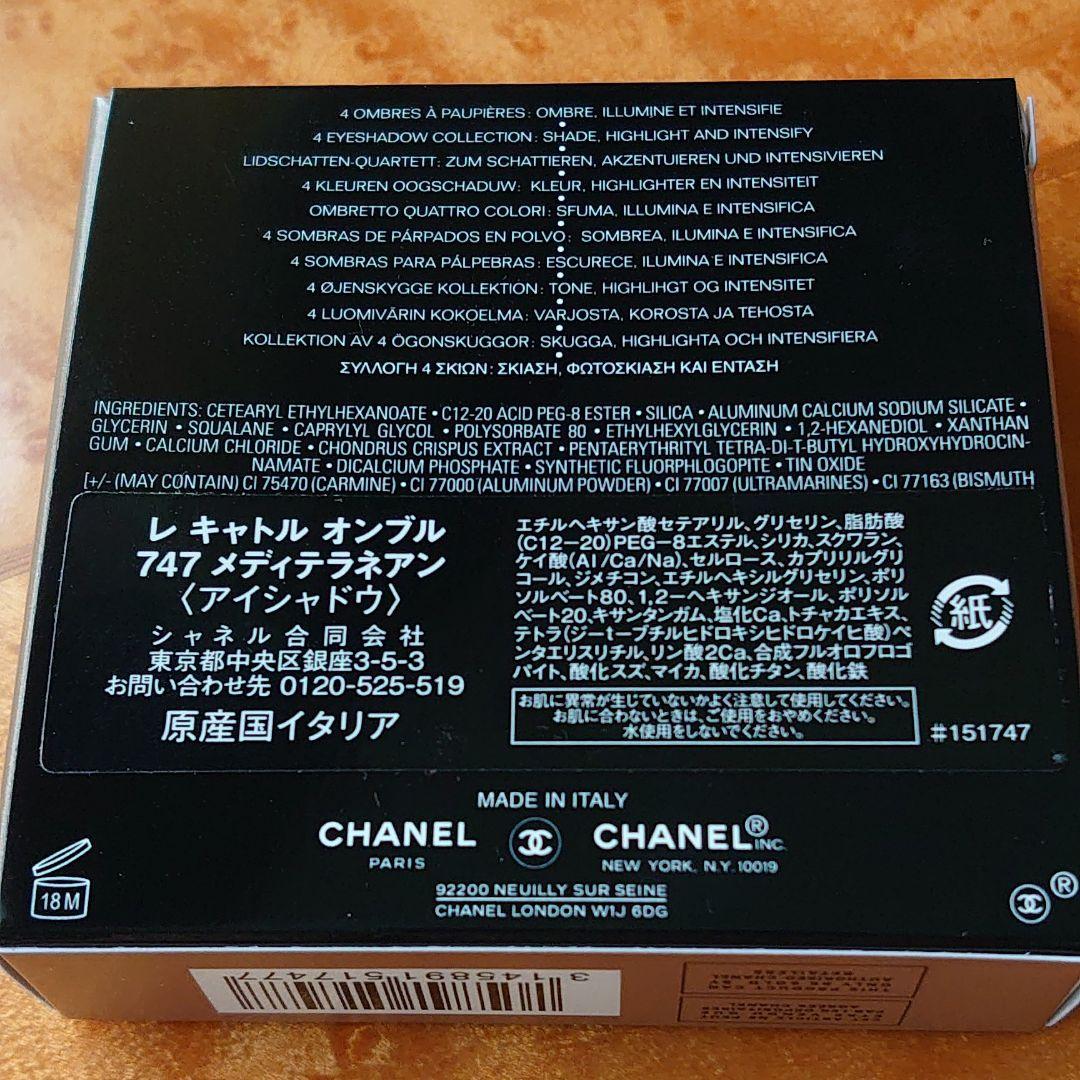 4 OMBRES À PAUPIÈRES: OMBRE, ILLUMINE ET INTENSIFIE
4 EYESHADOW COLLECTION: SHADE, HIGHLIGHT AND INTENSIFY
LIDSCHATTEN-QUARTETT: ZUM SCHATTIEREN, AKZENTUIEREN UND INTENSIVIEREN
4 KLEUREN OOGSCHADUW: KLEUR, HIGHLIGHTER EN INTENSITEIT
OMBRETTO QUATTRO COLORI: SFUMA, ILLUMINA E INTENSIFICA
4 SOMBRAS DE PÁRPADOS EN POLVO: SOMBREA, ILUMINA E INTENSIFICA
4 SOMBRAS PARA PÁLPEBRAS: ESCURECE, ILUMINA E INTENSIFICA
4 ØJENSKYGGE KOLLEKTION: TONE, HIGHLIHGT OG INTENSITET
4 LUOMIVÄRIN KOKOELMA: VARJOSTA, KOROSTA JA TEHOSTA
KOLLEKTION AV 4 ÖGONSKUGGOR: SKUGGA, HIGHLIGHTA OCH INTENSIFIERA
ΣΥΛΛΟΓΗ 4 ΣΚΙΩΝ: ΣΚΙΑΣΗ, ΦΩΤΟΣΚΙΑΣΗ ΚΑΙ ΕΝΤΑΣΗ
INGREDIENTS: CETEARYL ETHYLHEXANOATE • C12-20 ACID PEG-8 ESTER • SILICA • ALUMINUM CALCIUM SODIUM SILICATE •
GLYCERIN • SQUALANE • CAPRYLYL GLYCOL • POLYSORBATE 80 • ETHYLHEXYLGLYCERIN • 1,2-HEXANEDIOL • XANTHAN
GUM • CALCIUM CHLORIDE • CHONDRUS CRISPUS EXTRACT • PENTAERYTHRITYL TETRA-DI-T-BUTYL HYDROXYHYDROCIN-
NAMATE • DICALCIUM PHOSPHATE • SYNTHETIC FLUORPHLOGOPITE • TIN OXIDE
[+/- (MAY CONTAIN) CI 75470 (CARMINE) • CI 77000 (ALUMINUM POWDER) • CI 77007 (ULTRAMARINES) • CI 77163 (BISMUTH
レ キャトル オンブル
747 メディテラネアン
〈アイシャドウ〉
シャネル合同会社
東京都中央区銀座3-5-3
お問い合わせ先 0120-525-519
原産国イタリア
エチルヘキサン酸セテアリル、グリセリン、脂肪酸
(C12-20)PEG-8エステル、シリカ、スクワラン、
ケイ酸(Al/Ca/Na)、セルロース、カプリリルグリ
コール、ジメチコン、エチルヘキシルグリセリン、ポリ
ソルベート80、1,2-ヘキサンジオール、ポリソル
ベート20、キサンタンガム、塩化Ca、トチャカエキス、
テトラ(ジーtーブチルヒドロキシヒドロケイヒ酸)ペ
ンタエリスリチル、リン酸2Ca、合成フルオロフロゴ
パイト、酸化スズ、マイカ、酸化チタン、酸化鉄
お肌に異常が生じていないかよく注意して使用してください。
お肌に合わないときは、ご使用をおやめください。
水使用をしないでください。
紙
#151747
MADE IN ITALY
CHANEL
PARIS
CHANEL® INC.
NEW YORK, N.Y. 10019
92200 NEUILLY SUR SEINE
CHANEL LONDON W1J 6DG
18 M
®
3145891517477
THIS PRODUCT CAN
ONLY BE SOLD BY
AUTHORISED CHANEL
RETAILERS